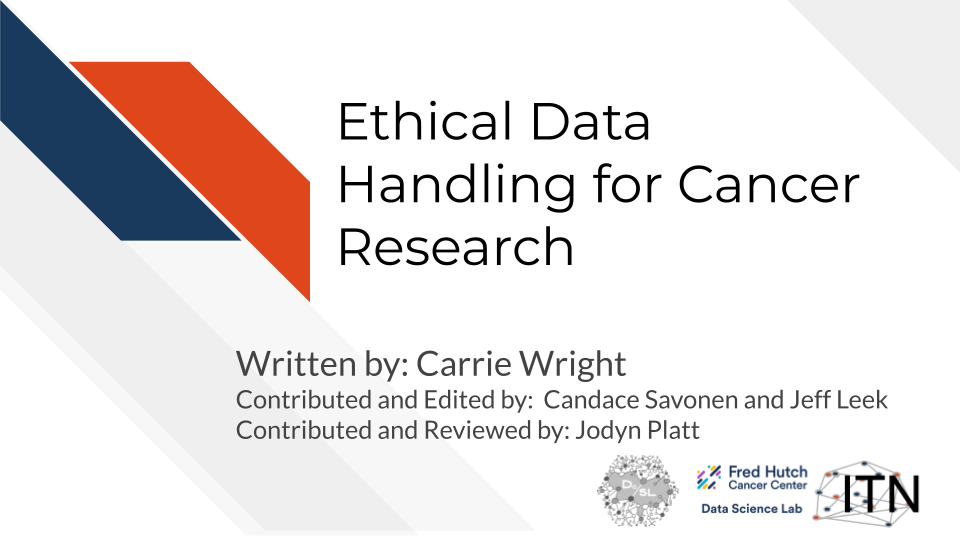 Ethical Data
Handling for Cancer
Research
Written by: Carrie Wright
Contributed and Edited by:  Candace Savonen and Jeff Leek
Contributed and Reviewed by: Jodyn Platt
Fred Hutch
Cancer Center
Data Science Lab
ITN